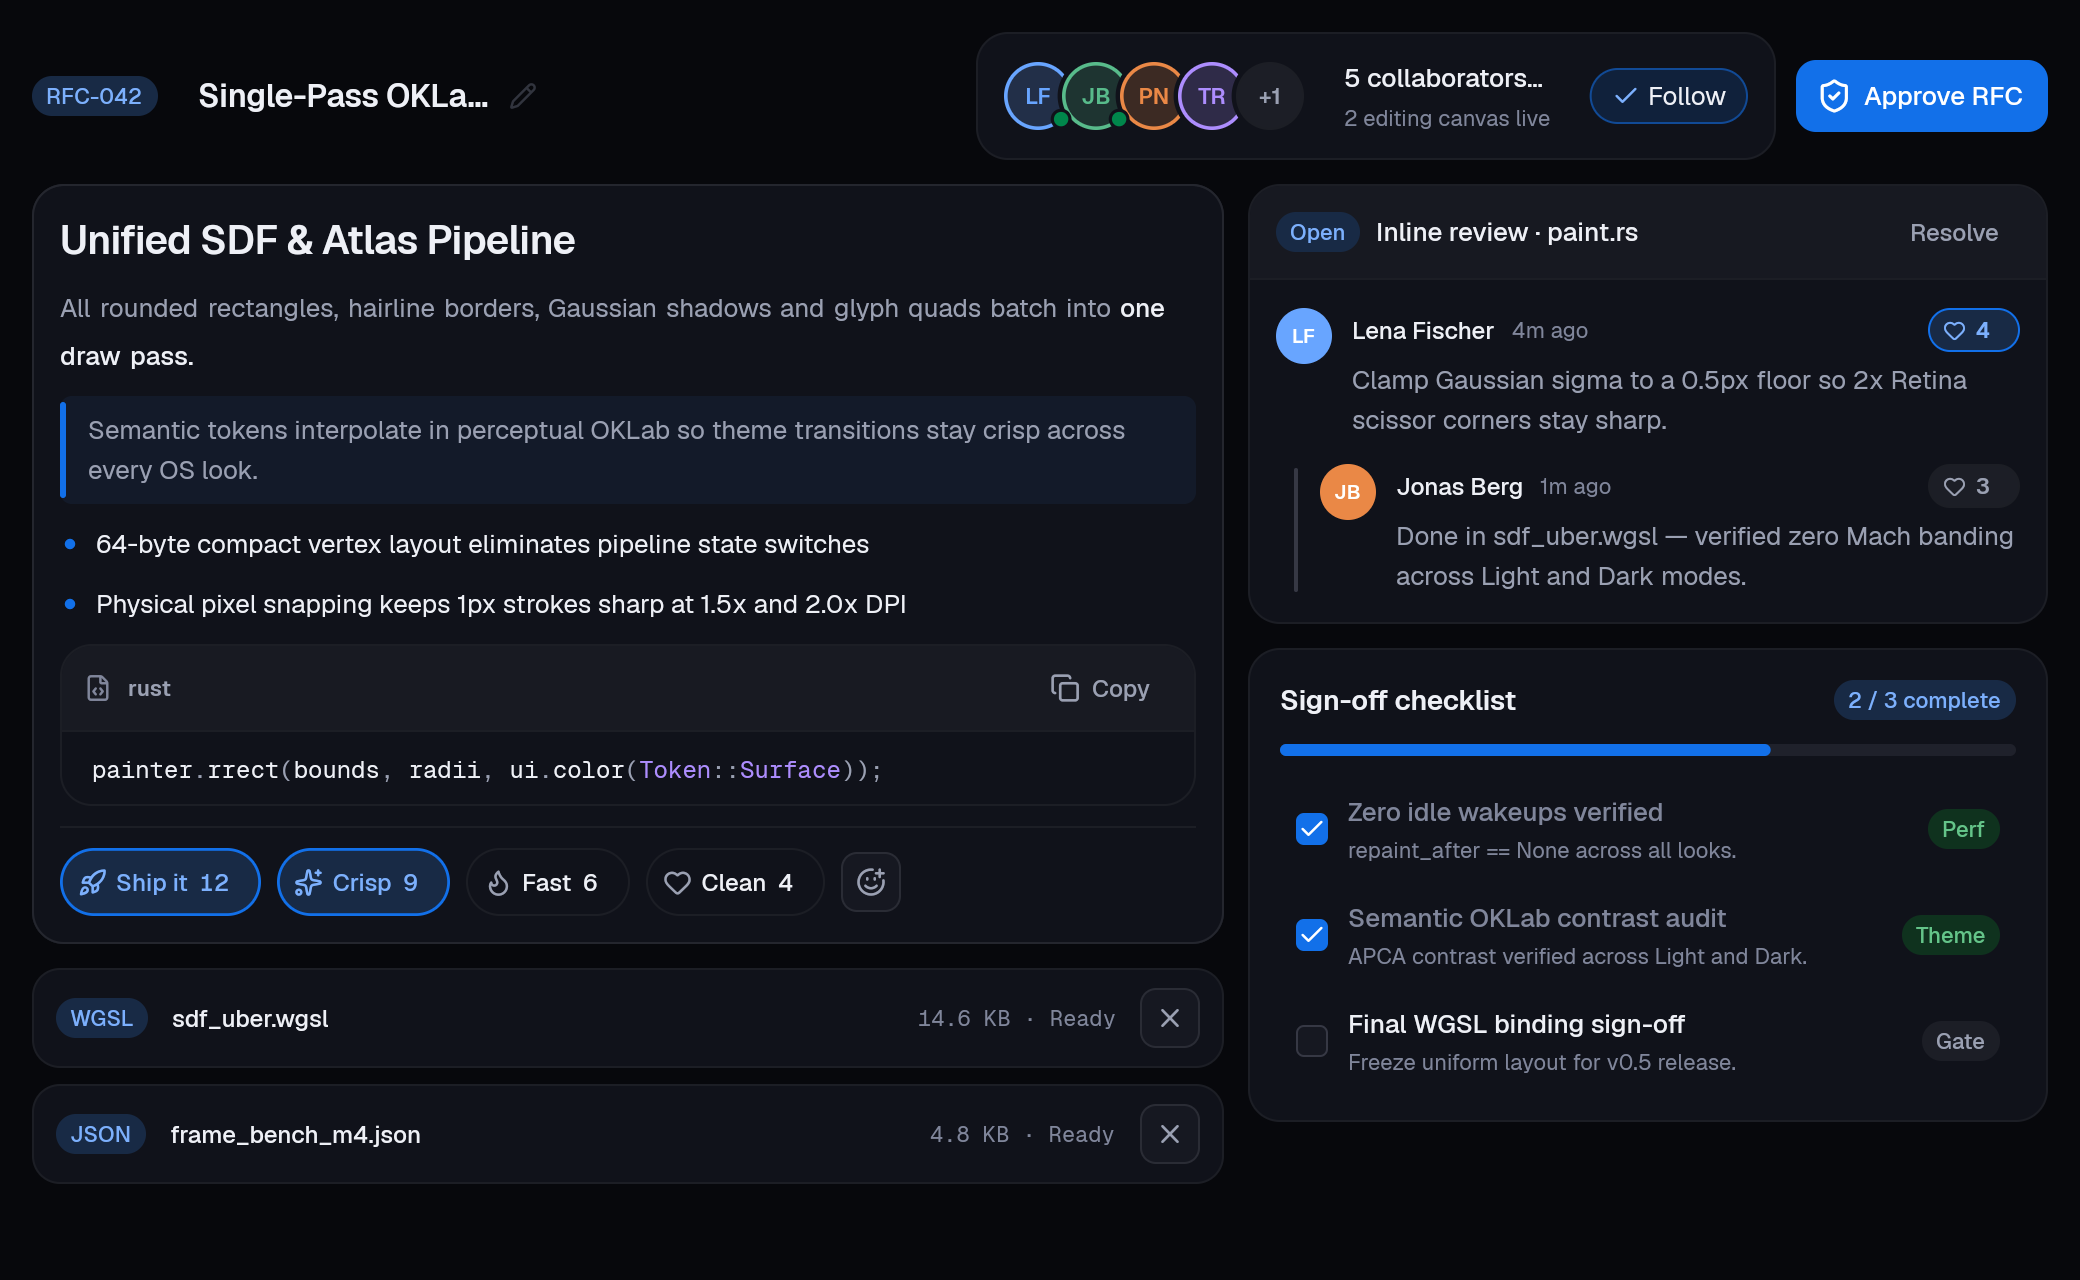 RFC-042
Single-Pass OKLa...
LF JB PN TR +1
5 collaborators...
2 editing canvas live
Follow
Approve RFC
Unified SDF & Atlas Pipeline
All rounded rectangles, hairline borders, Gaussian shadows and glyph quads batch into one
draw pass.
Semantic tokens interpolate in perceptual OKLab so theme transitions stay crisp across
every OS look.
64-byte compact vertex layout eliminates pipeline state switches
Physical pixel snapping keeps 1px strokes sharp at 1.5x and 2.0x DPI
rust
Copy
painter.rrect(bounds, radii, ui.color(Token::Surface));
Ship it 12
Crisp 9
Fast 6
Clean 4
WGSL
sdf_uber.wgsl
14.6 KB · Ready
JSON
frame_bench_m4.json
4.8 KB · Ready
Open
Inline review · paint.rs
Resolve
LF
Lena Fischer 4m ago
4
Clamp Gaussian sigma to a 0.5px floor so 2x Retina
scissor corners stay sharp.
JB
Jonas Berg 1m ago
3
Done in sdf_uber.wgsl — verified zero Mach banding
across Light and Dark modes.
Sign-off checklist
2 / 3 complete
Zero idle wakeups verified
repaint_after == None across all looks.
Perf
Semantic OKLab contrast audit
APCA contrast verified across Light and Dark.
Theme
Final WGSL binding sign-off
Freeze uniform layout for v0.5 release.
Gate